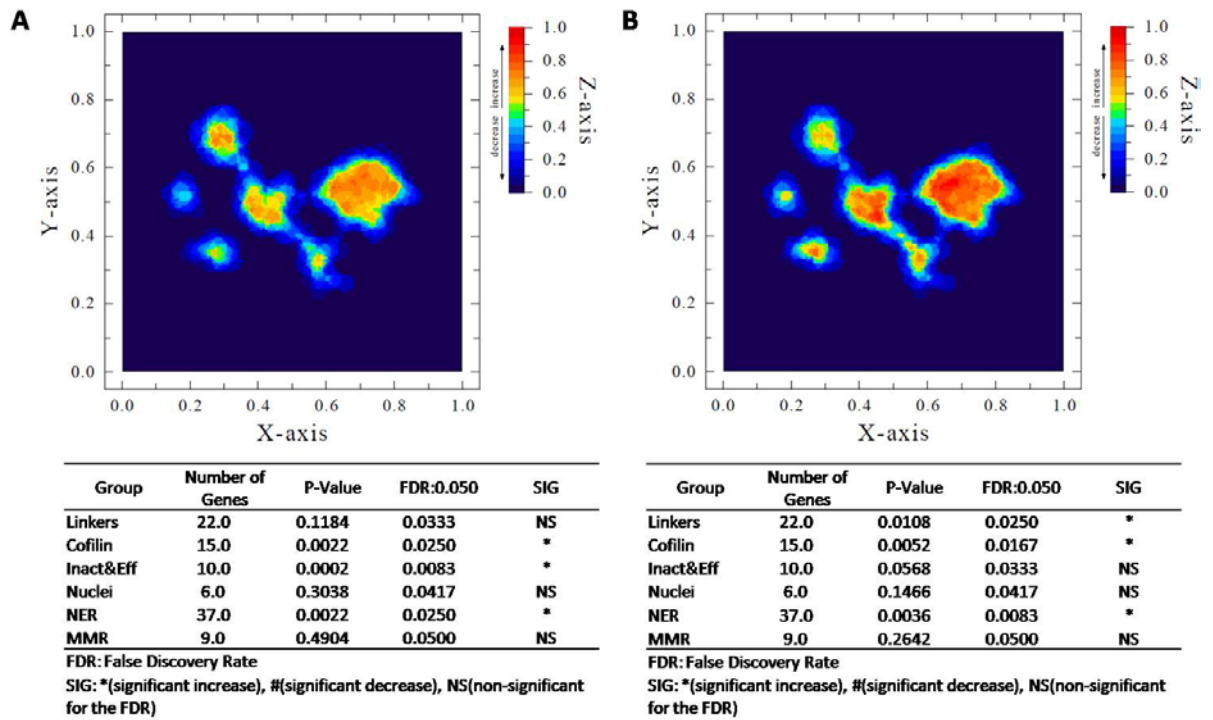 A
1.0
0.8
0.6
0.4
0.2
0.0
Y-axis
0.0 0.2 0.4 0.6 0.8 1.0
X-axis
decrease increase
1.0
0.8
0.6
0.4
0.2
0.0
Z-axis
Group Number of Genes P-Value FDR:0.050 SIG
Linkers 22.0 0.1184 0.0333 NS
Cofilin 15.0 0.0022 0.0250 *
Inact&Eff 10.0 0.0002 0.0083 *
Nuclei 6.0 0.3038 0.0417 NS
NER 37.0 0.0022 0.0250 *
MMR 9.0 0.4904 0.0500 NS
FDR: False Discovery Rate
SIG: *(significant increase), #(significant decrease), NS(non-significant
for the FDR)
B
1.0
0.8
0.6
0.4
0.2
0.0
Y-axis
0.0 0.2 0.4 0.6 0.8 1.0
X-axis
decrease increase
1.0
0.8
0.6
0.4
0.2
0.0
Z-axis
Group Number of Genes P-Value FDR:0.050 SIG
Linkers 22.0 0.0108 0.0250 *
Cofilin 15.0 0.0052 0.0167 *
Inact&Eff 10.0 0.0568 0.0333 NS
Nuclei 6.0 0.1466 0.0417 NS
NER 37.0 0.0036 0.0083 *
MMR 9.0 0.2642 0.0500 NS
FDR: False Discovery Rate
SIG: *(significant increase), #(significant decrease), NS(non-significant
for the FDR)